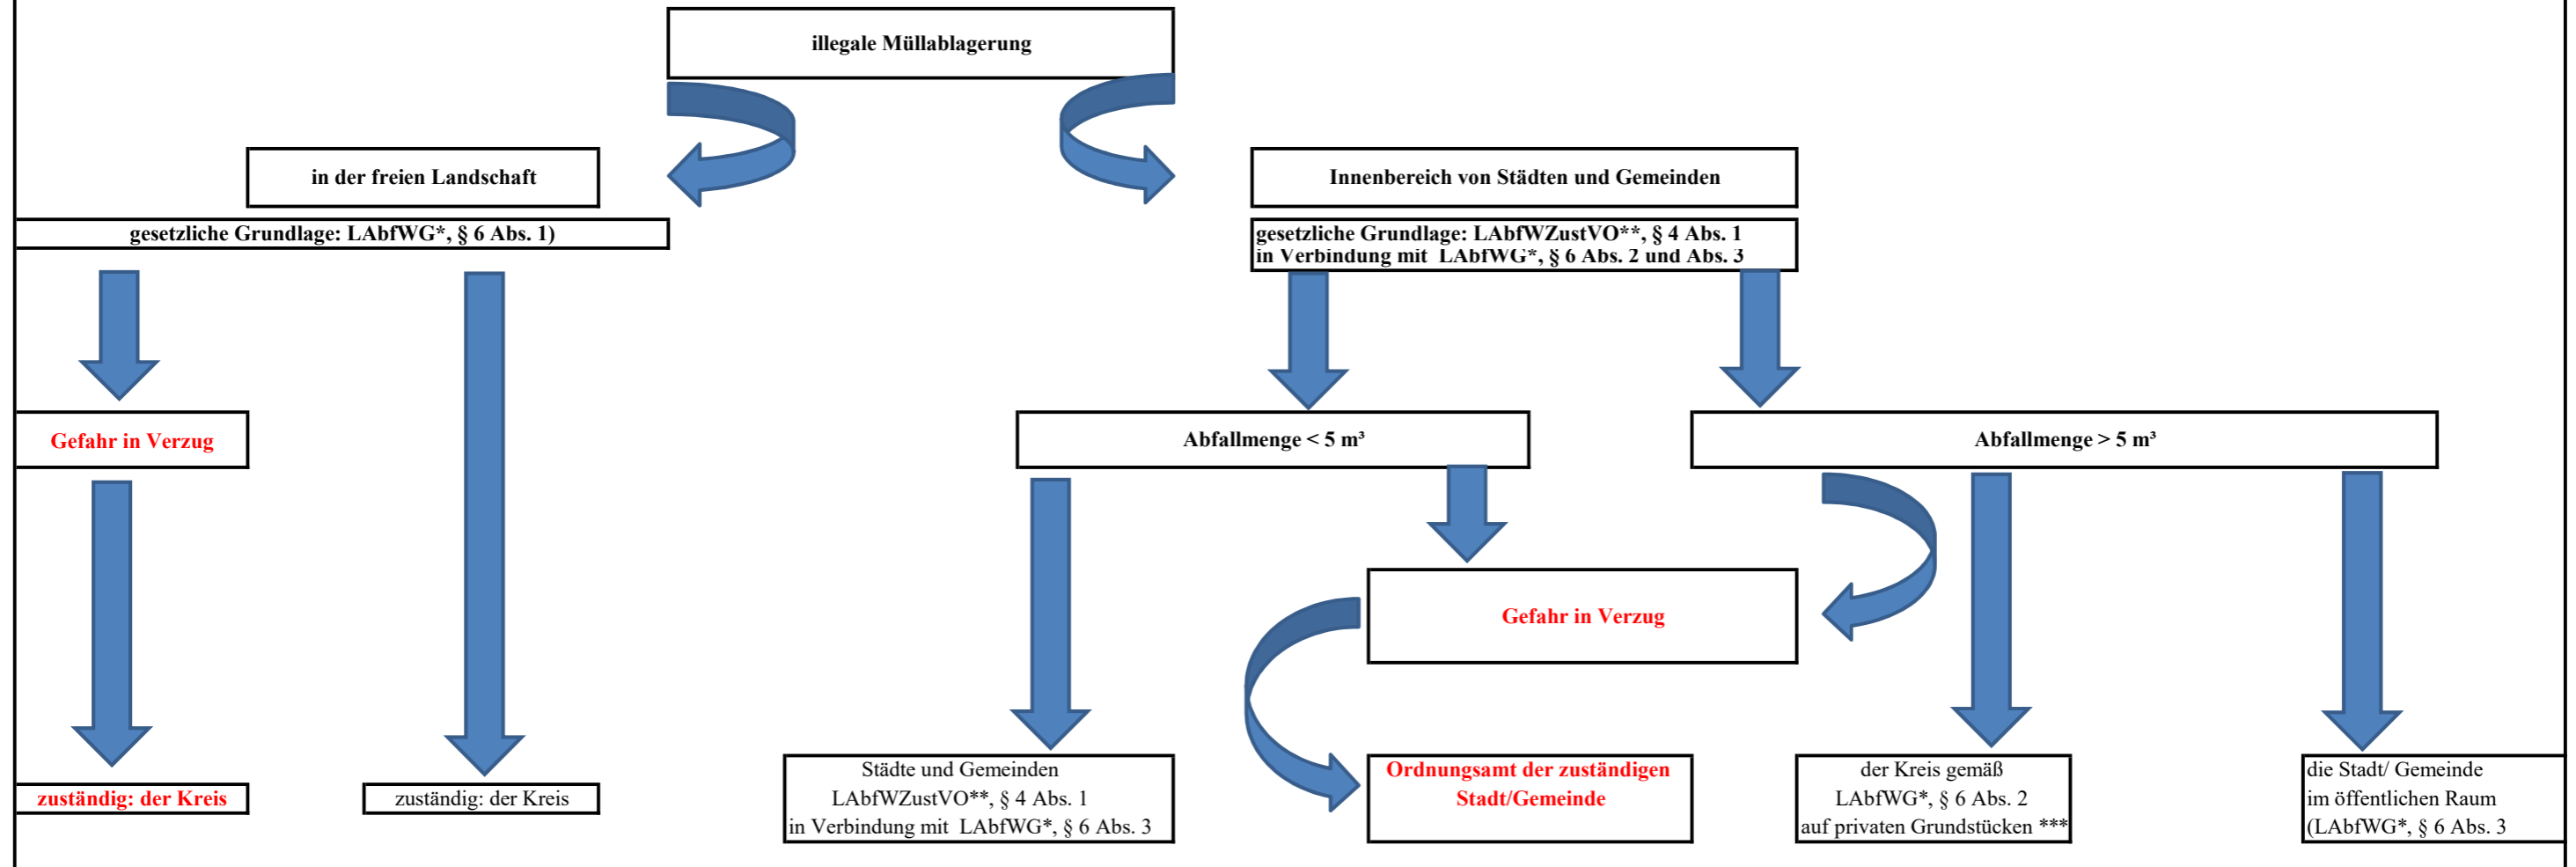 illegale Müllablagerung
in der freien Landschaft
Innenbereich von Städten und Gemeinden
gesetzliche Grundlage: LAbfWG*, § 6 Abs. 1)
gesetzliche Grundlage: LAbfWZustVO**, § 4 Abs. 1
in Verbindung mit LAbfWG*, § 6 Abs. 2 und Abs. 3
Gefahr in Verzug
Abfallmenge < 5 m³
Abfallmenge > 5 m³
Gefahr in Verzug
zuständig: der Kreis
zuständig: der Kreis
Städte und Gemeinden
LAbfWZustVO**, § 4 Abs. 1
in Verbindung mit LAbfWG*, § 6 Abs. 3
Ordnungsamt der zuständigen
Stadt/Gemeinde
der Kreis gemäß
LAbfWG*, § 6 Abs. 2
auf privaten Grundstücken ***
die Stadt/ Gemeinde
im öffentlichen Raum
(LAbfWG*, § 6 Abs. 3